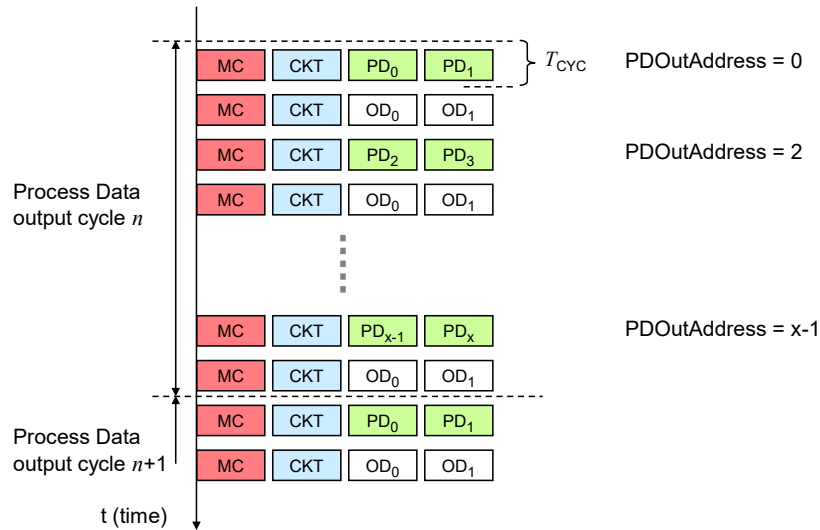 MC CKT PD0 PD1 TCYC PDOutAddress = 0
MC CKT OD0 OD1
MC CKT PD2 PD3 PDOutAddress = 2
MC CKT OD0 OD1
Process Data
output cycle n
MC CKT PDx-1 PDx PDOutAddress = x-1
MC CKT OD0 OD1
MC CKT PD0 PD1
Process Data
output cycle n+1
MC CKT OD0 OD1
t (time)